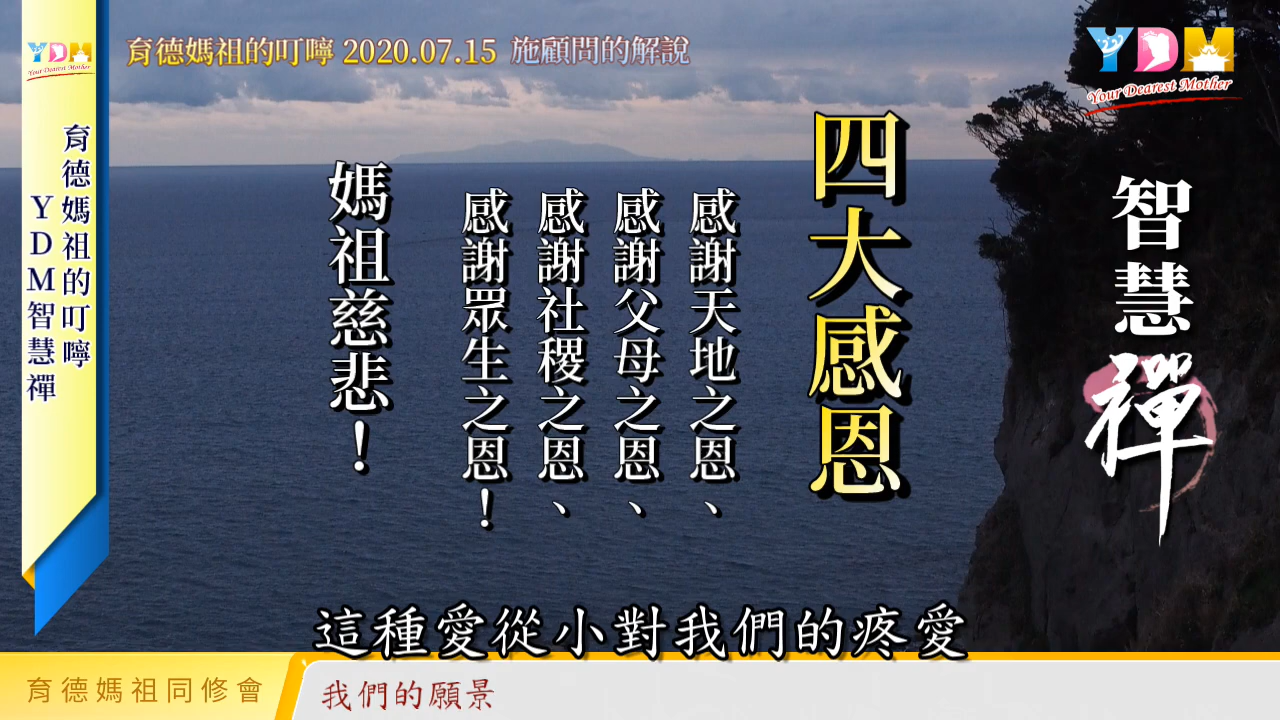 YDM
Your Dearest Mother
育德媽祖的叮嚀 2020.07.15 施顧問的解說
YDM
Your Dearest Mother
智慧禪
四大感恩
感謝天地之恩、
感謝父母之恩、
感謝社稷之恩、
感謝眾生之恩！
媽祖慈悲！
育德媽祖的叮嚀
YDM智慧禪
這種愛從小對我們的疼愛
育德媽祖同修會
我們的願景